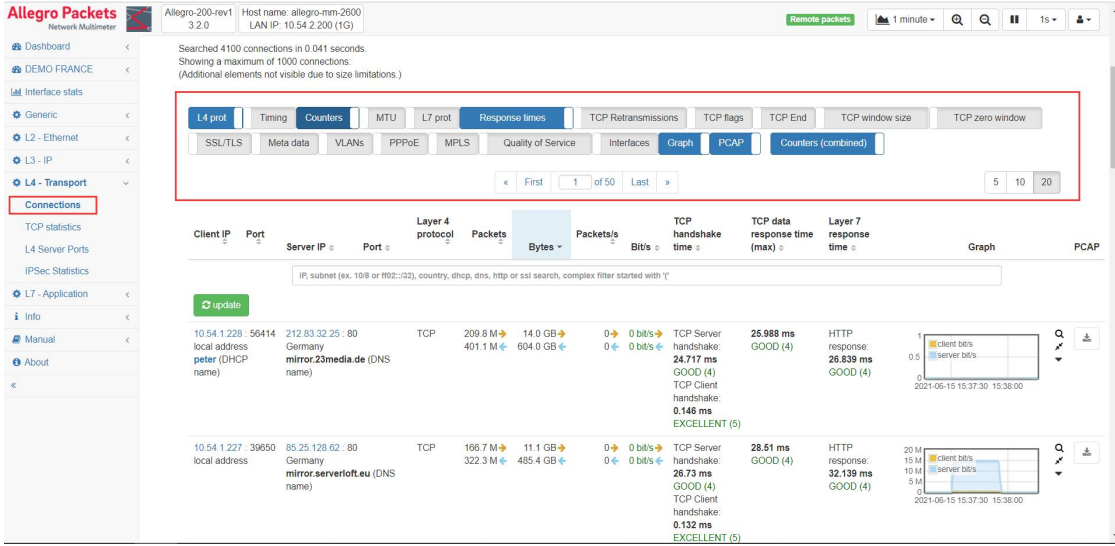 Allegro Packets
Network Multimeter
Allegro-200-rev1
3.2.0
Host name: allegro-mm-2600
LAN IP: 10.54.2.200 (1G)
Remote packets
1 minute
1s
Dashboard
DEMO FRANCE
Interface stats
Generic
L2 - Ethernet
L3 - IP
L4 - Transport
Connections
TCP statistics
L4 Server Ports
IPSec Statistics
L7 - Application
Info
Manual
About
«
Searched 4100 connections in 0.041 seconds.
Showing a maximum of 1000 connections:
(Additional elements not visible due to size limitations.)
L4 prot Timing Counters MTU L7 prot Response times TCP Retransmissions TCP flags TCP End TCP window size TCP zero window
SSL/TLS Meta data VLANs PPPoE MPLS Quality of Service Interfaces Graph PCAP Counters (combined)
« First 1 of 50 Last » 5 10 20
Client IP Port Server IP Port Layer 4 protocol Packets Bytes Packets/s Bit/s TCP handshake time TCP data response time (max) Layer 7 response time Graph PCAP
IP, subnet (ex. 10/8 or ff02::/32), country, dhcp, dns, http or ssl search, complex filter started with '('
update
10.54.1.228 : 56414
local address
peter (DHCP
name)
212.83.32.25 : 80
Germany
mirror.23media.de (DNS
name)
TCP
209.8 M 14.0 GB 0 0 bit/s
401.1 M 604.0 GB 0 0 bit/s
TCP Server
handshake:
24.717 ms
GOOD (4)
TCP Client
handshake:
0.146 ms
EXCELLENT (5)
25.988 ms
GOOD (4)
HTTP
response:
26.839 ms
GOOD (4)
1
0.5
0
client bit/s
server bit/s
2021-06-15 15:37:30 15:38:00
10.54.1.227 : 39650
local address
85.25.128.62 : 80
Germany
mirror.serverloft.eu (DNS
name)
TCP
166.7 M 11.1 GB 0 0 bit/s
322.3 M 485.4 GB 0 0 bit/s
TCP Server
handshake:
26.73 ms
GOOD (4)
TCP Client
handshake:
0.132 ms
EXCELLENT (5)
28.51 ms
GOOD (4)
HTTP
response:
32.139 ms
GOOD (4)
20 M
15 M
10 M
5 M
0
client bit/s
server bit/s
2021-06-15 15:37:30 15:38:00